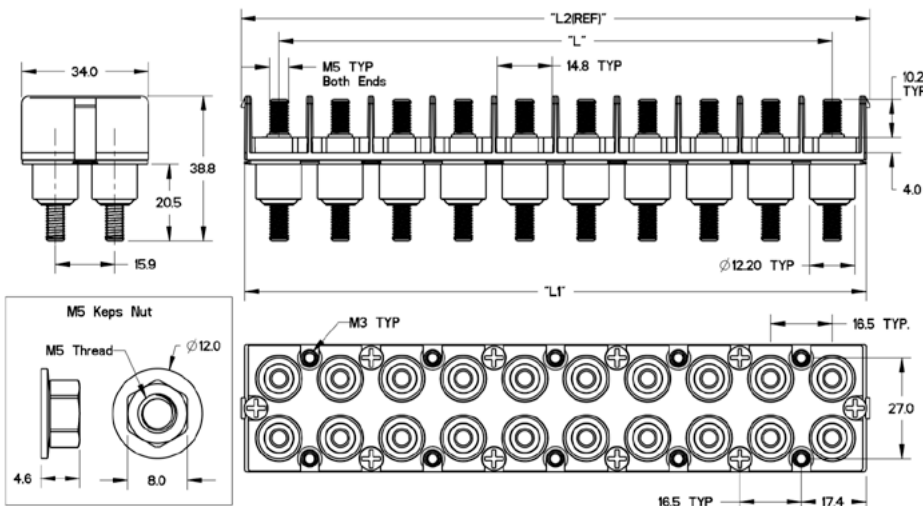 "L2(REF)"
"L"
34.0
M5 TYP
Both Ends
14.8 TYP
10.2
TYP
38.8
20.5
4.0
15.9
Ø12.20 TYP
"L1"
M5 Keps Nut
M3 TYP
16.5 TYP.
M5 Thread
Ø12.0
27.0
4.6
8.0
16.5 TYP
17.4